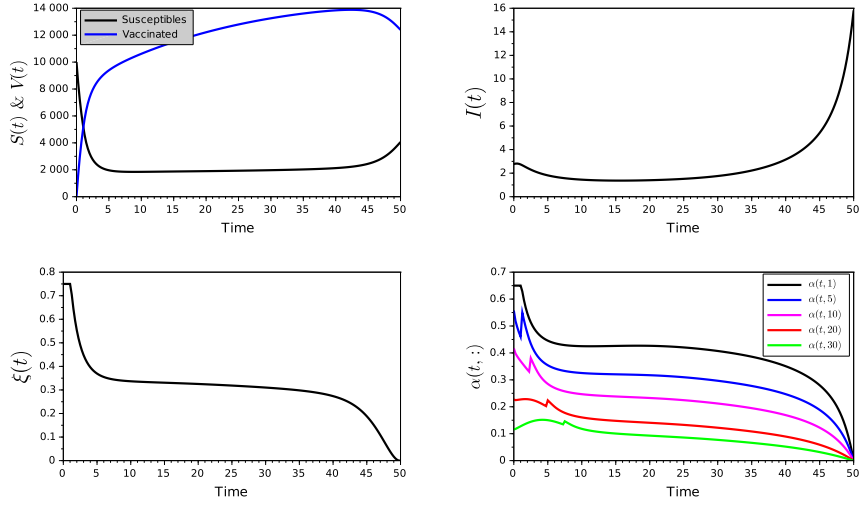 14 000
12 000
10 000
8 000
6 000
4 000
2 000
0
S(t) & V(t)
Susceptibles
Vaccinated
0 5 10 15 20 25 30 35 40 45 50
Time
16
14
12
10
8
6
4
2
0
I(t)
0 5 10 15 20 25 30 35 40 45 50
Time
0.8
0.7
0.6
0.5
0.4
0.3
0.2
0.1
0
ξ(t)
0 5 10 15 20 25 30 35 40 45 50
Time
0.7
0.6
0.5
0.4
0.3
0.2
0.1
0
α(t, :)
α(t, 1)
α(t, 5)
α(t, 10)
α(t, 20)
α(t, 30)
0 5 10 15 20 25 30 35 40 45 50
Time